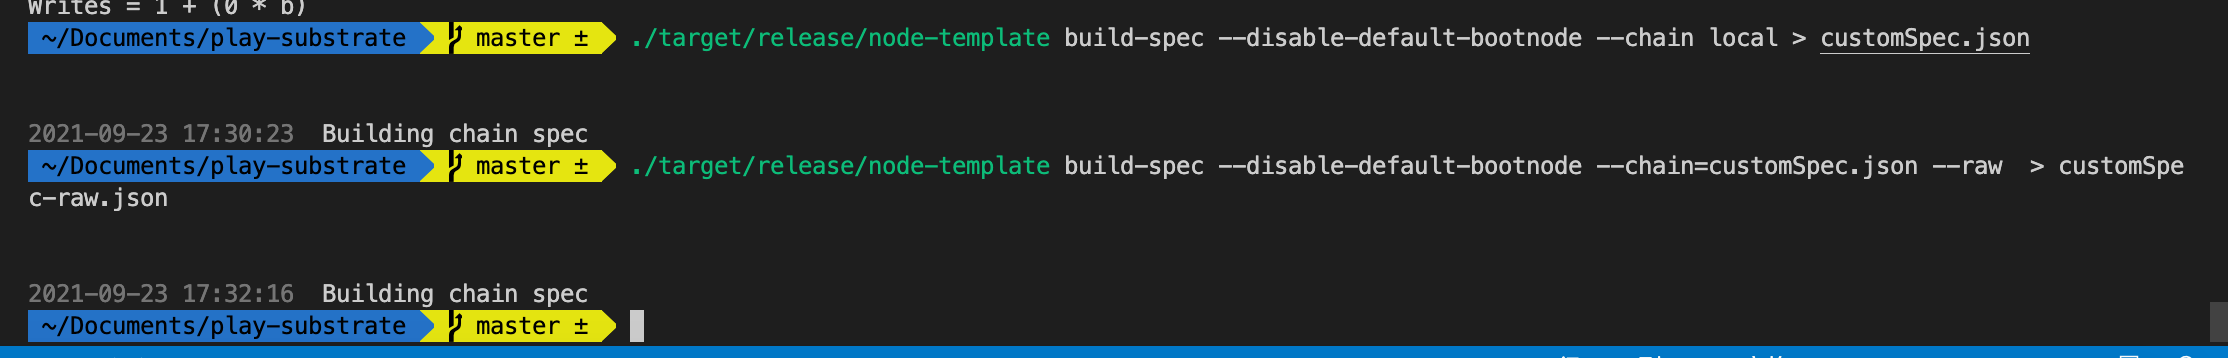 Writes = 1 + (0 * b)
~/Documents/play-substrate master ± ./target/release/node-template build-spec --disable-default-bootnode --chain local > customSpec.json
2021-09-23 17:30:23  Building chain spec
~/Documents/play-substrate master ± ./target/release/node-template build-spec --disable-default-bootnode --chain=customSpec.json --raw  > customSpe
c-raw.json
2021-09-23 17:32:16  Building chain spec
~/Documents/play-substrate master ±